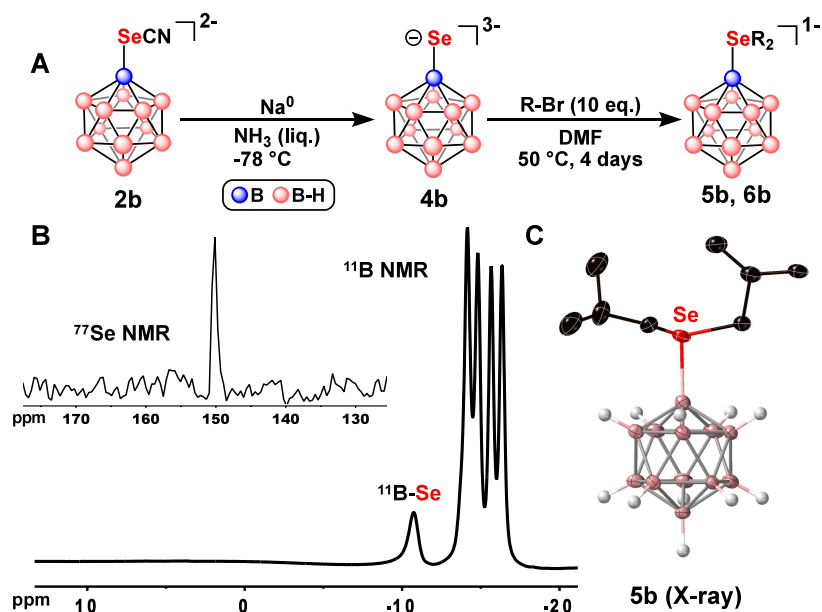 A
SeCN ⎤2-
⊖ Se ⎤3-
SeR₂ ⎤1-
Na⁰
NH₃ (liq.)
-78 °C
R-Br (10 eq.)
DMF
50 °C, 4 days
2b
B B-H
4b
5b, 6b
B
¹¹B NMR
⁷⁷Se NMR
ppm 170 160 150 140 130
¹¹B-Se
ppm 10 0 -10 -20
C
Se
5b (X-ray)